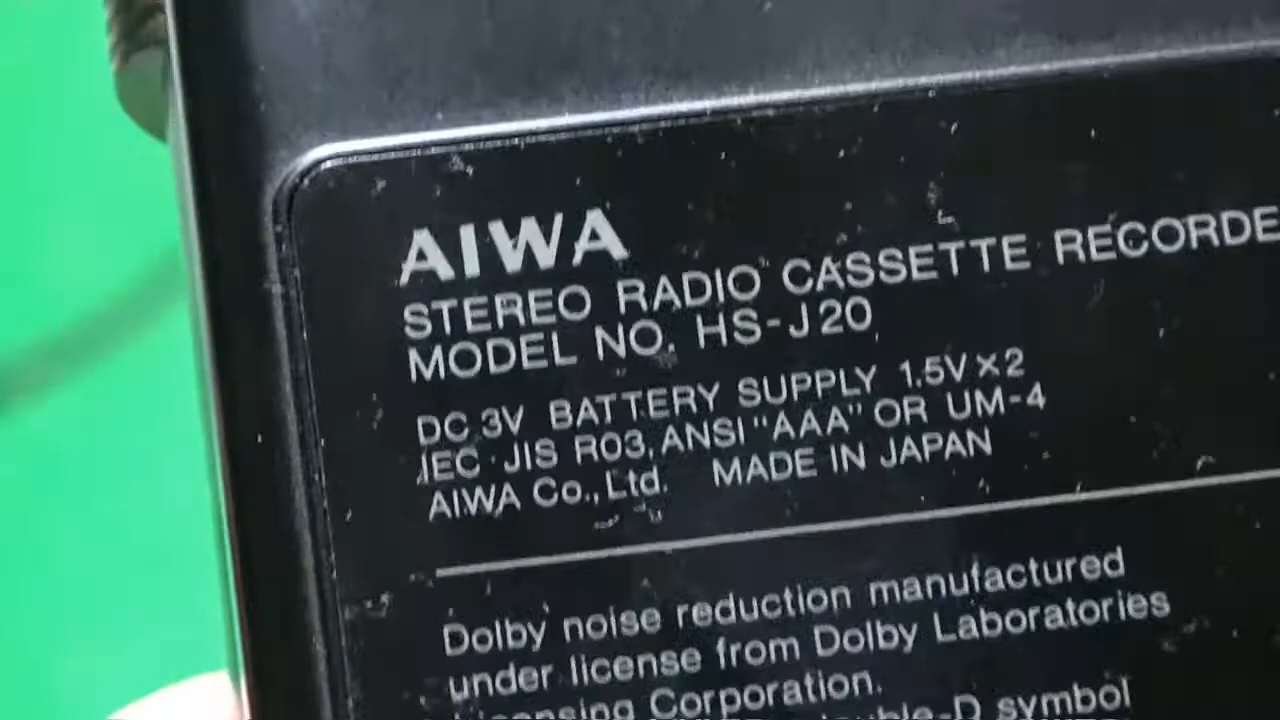 AIWA
STEREO RADIO CASSETTE RECORDE
MODEL NO. HS-J20
DC 3V BATTERY SUPPLY 1.5V×2
IEC·JIS R03, ANSI "AAA" OR UM-4
AIWA Co., Ltd. MADE IN JAPAN
Dolby noise reduction manufactured
under license from Dolby Laboratories
Licensing Corporation.
double-D symbol